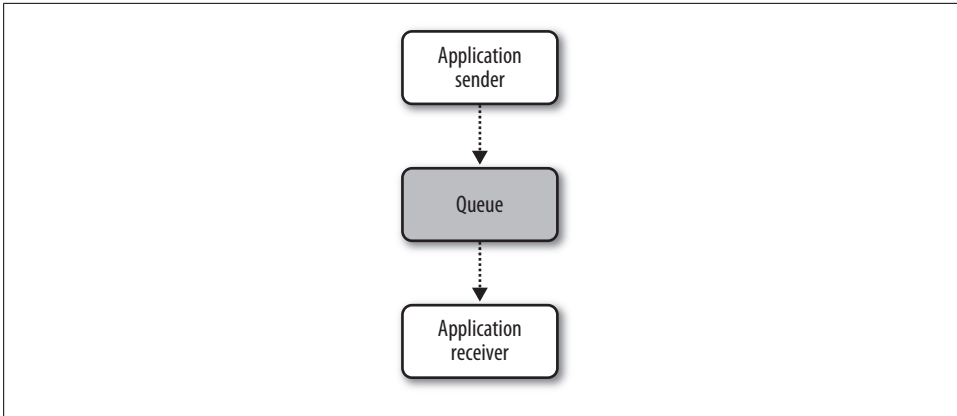 Application
sender
Queue
Application
receiver